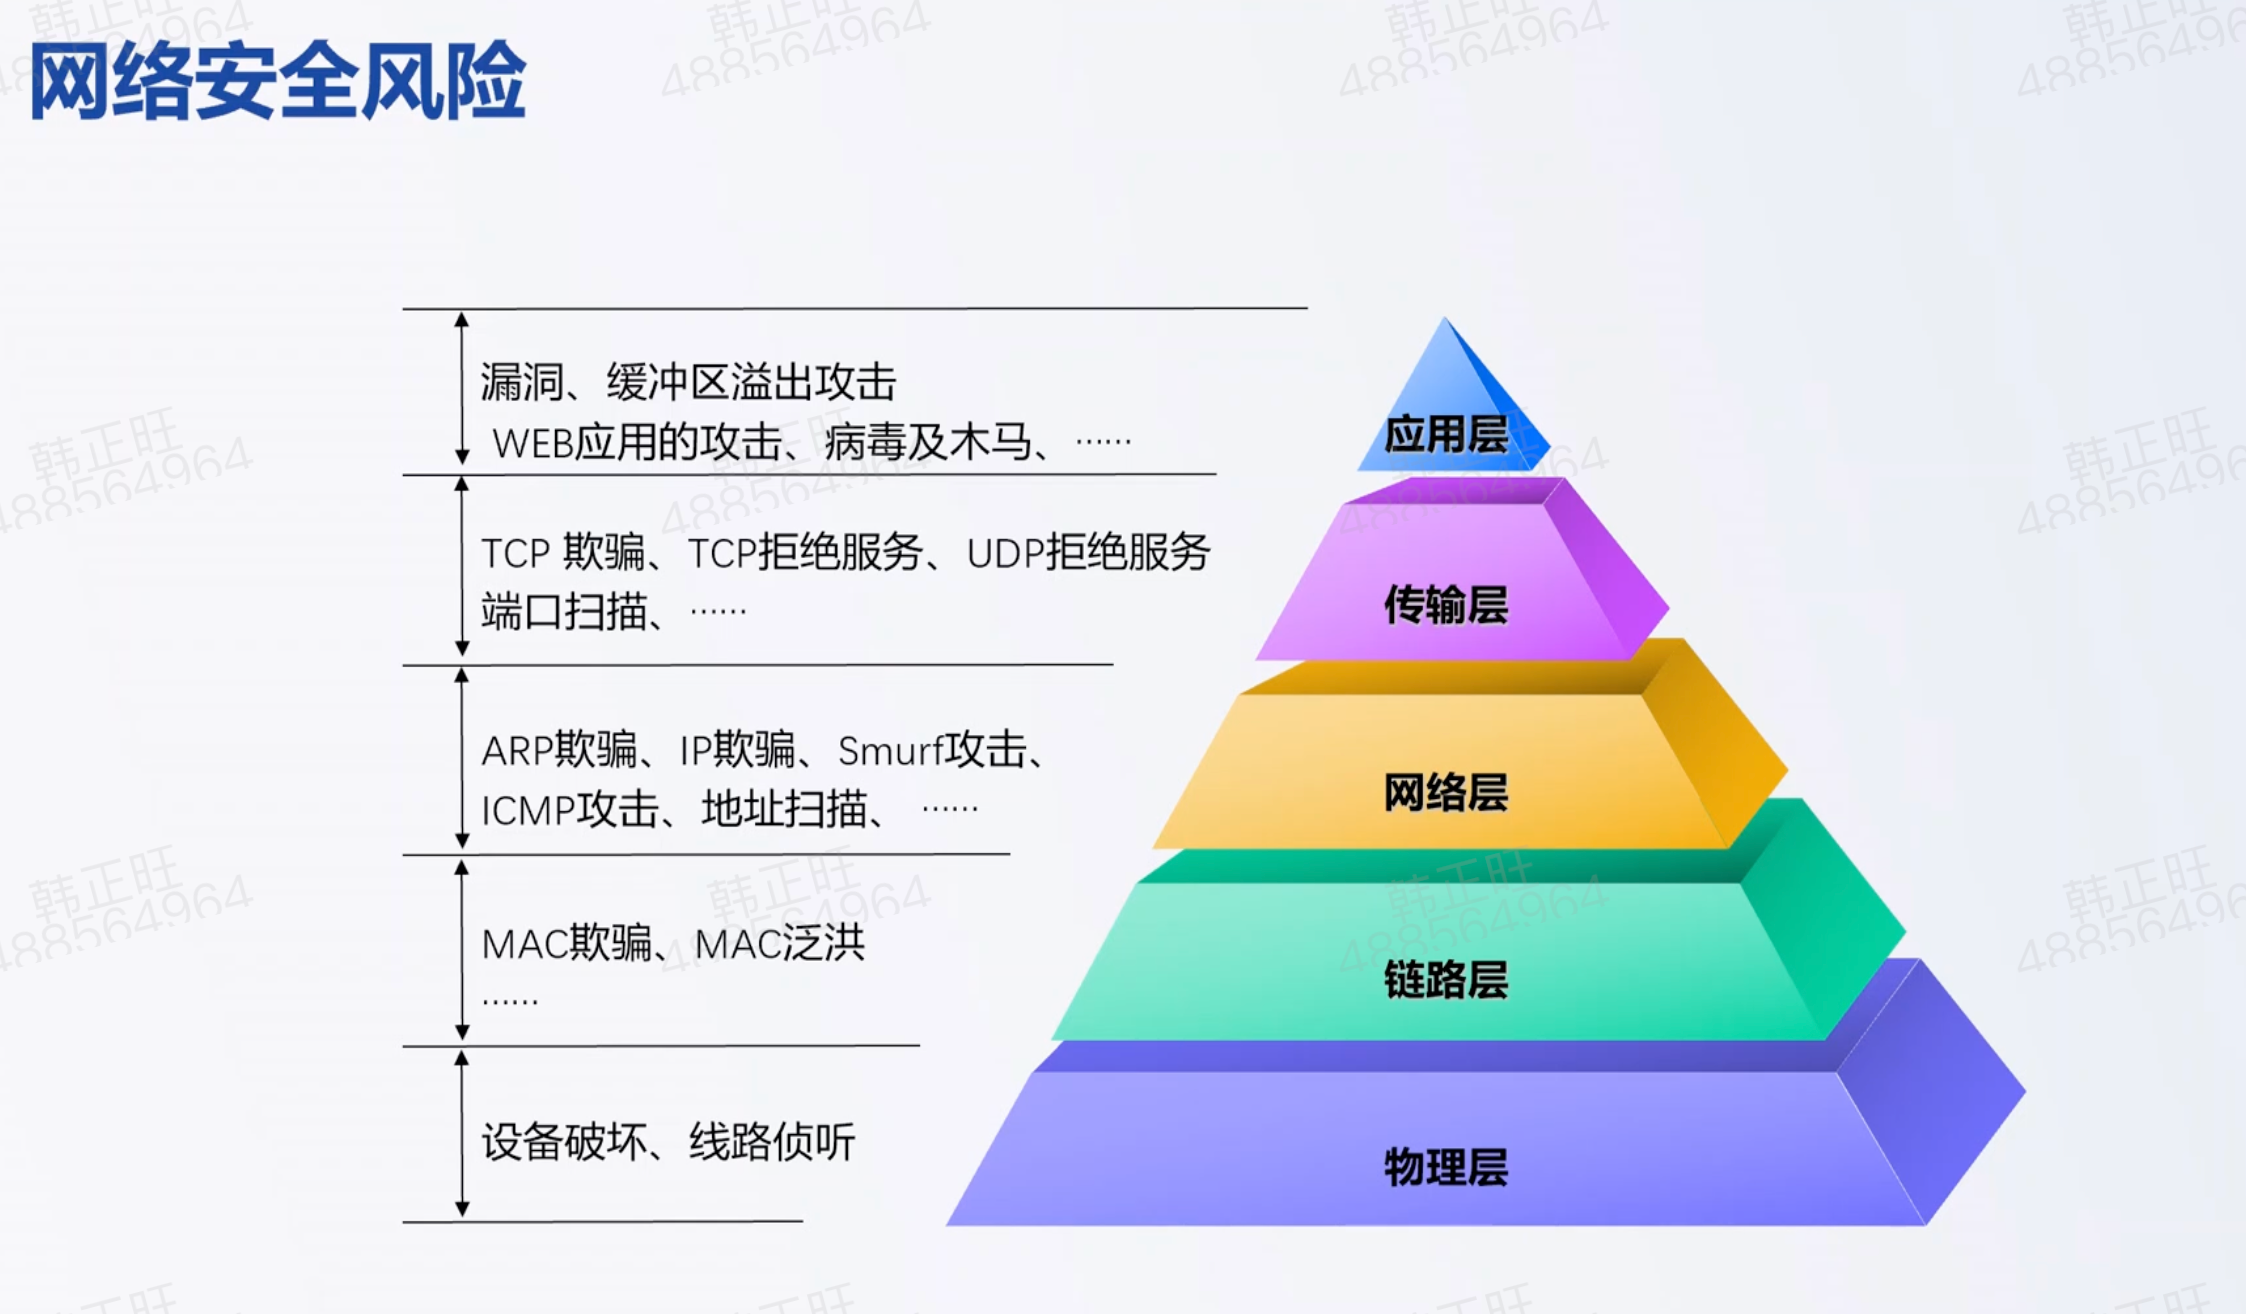 网络安全风险
漏洞、缓冲区溢出攻击
WEB应用的攻击、病毒及木马、……
应用层
TCP 欺骗、TCP拒绝服务、UDP拒绝服务
端口扫描、……
传输层
ARP欺骗、IP欺骗、Smurf攻击、
ICMP攻击、地址扫描、 ……
网络层
MAC欺骗、MAC泛洪
……
链路层
设备破坏、线路侦听
物理层
韩正旺
488564964